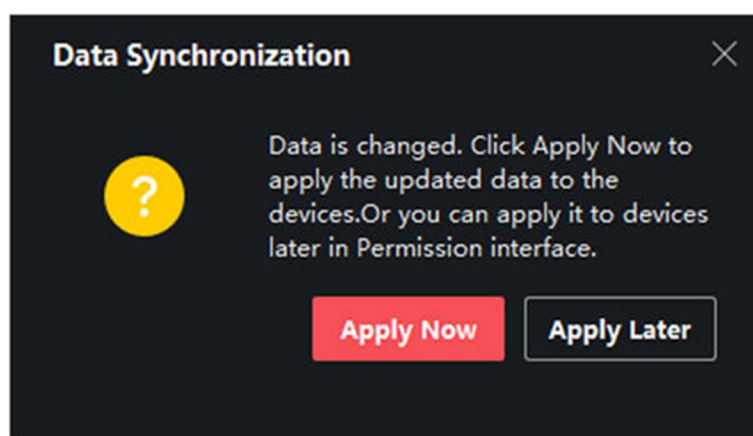 Data Synchronization
?
Data is changed. Click Apply Now to
apply the updated data to the
devices.Or you can apply it to devices
later in Permission interface.
Apply Now
Apply Later